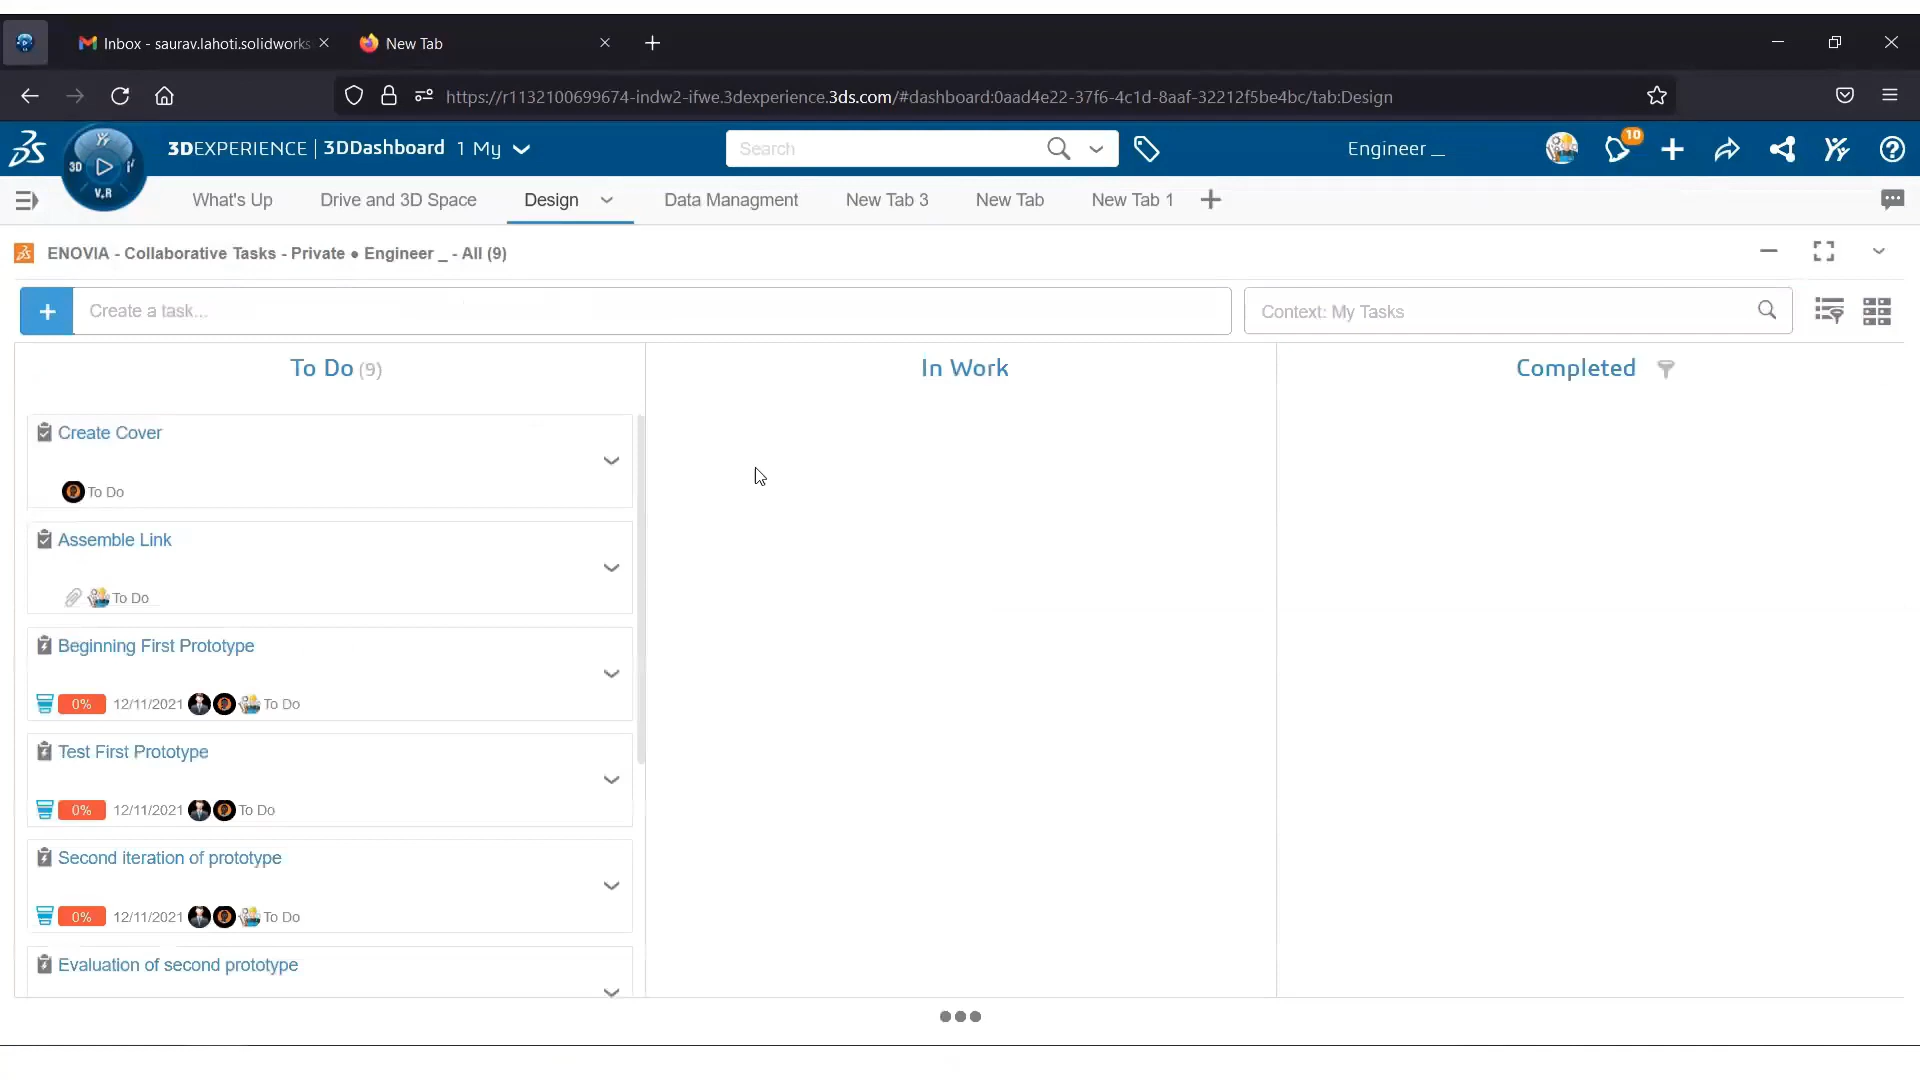 Inbox - saurav.lahoti.solidworks
New Tab
https://r1132100699674-indw2-ifwe.3dexperience.3ds.com/#dashboard:0aad4e22-37f6-4c1d-8aaf-32212f5be4bc/tab:Design
3DEXPERIENCE | 3DDashboard 1 My
Search
Engineer _
10
3D
V,R
What's Up
Drive and 3D Space
Design
Data Managment
New Tab 3
New Tab
New Tab 1
ENOVIA - Collaborative Tasks - Private ● Engineer _ - All (9)
Create a task...
Context: My Tasks
To Do (9)
In Work
Completed
Create Cover
To Do
Assemble Link
To Do
Beginning First Prototype
0% 12/11/2021 To Do
Test First Prototype
0% 12/11/2021 To Do
Second iteration of prototype
0% 12/11/2021 To Do
Evaluation of second prototype